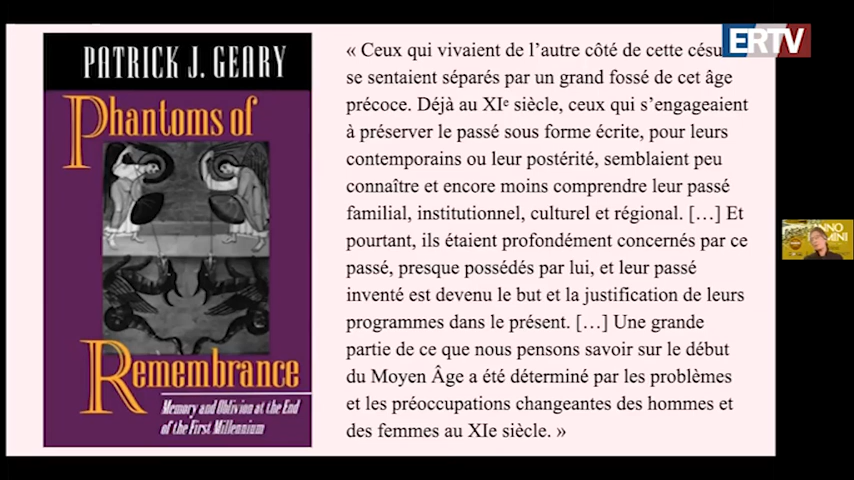 PATRICK J. GEARY
Phantoms of
Remembrance
Memory and Oblivion at the End
of the First Millennium
« Ceux qui vivaient de l’autre côté de cette césu
se sentaient séparés par un grand fossé de cet âge
précoce. Déjà au XIe siècle, ceux qui s’engageaient
à préserver le passé sous forme écrite, pour leurs
contemporains ou leur postérité, semblaient peu
connaître et encore moins comprendre leur passé
familial, institutionnel, culturel et régional. […] Et
pourtant, ils étaient profondément concernés par ce
passé, presque possédés par lui, et leur passé
inventé est devenu le but et la justification de leurs
programmes dans le présent. […] Une grande
partie de ce que nous pensons savoir sur le début
du Moyen Âge a été déterminé par les problèmes
et les préoccupations changeantes des hommes et
des femmes au XIe siècle. »
ERTV